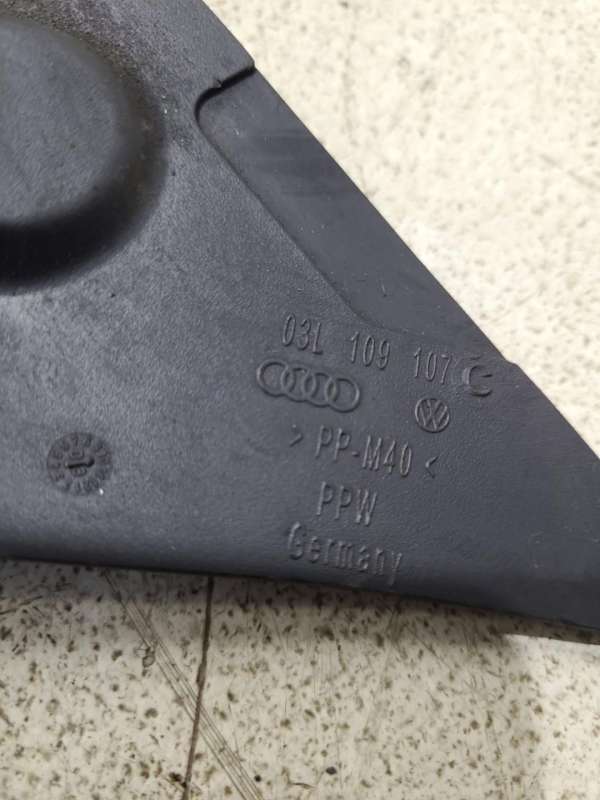 03L 109 107 C
> PP-M40 <
PPW
Germany